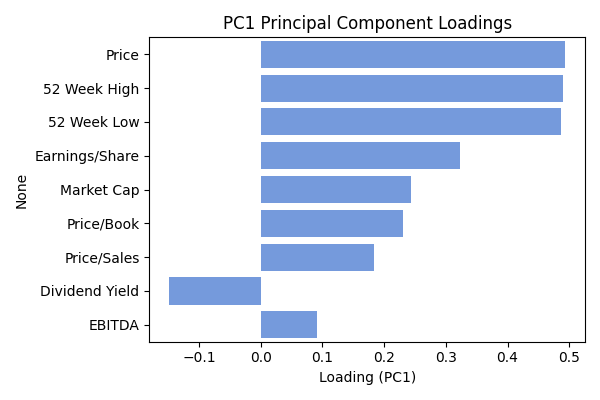 PC1 Principal Component Loadings
Price
52 Week High
52 Week Low
Earnings/Share
Market Cap
Price/Book
Price/Sales
Dividend Yield
EBITDA
None
−0.1 0.0 0.1 0.2 0.3 0.4 0.5
Loading (PC1)